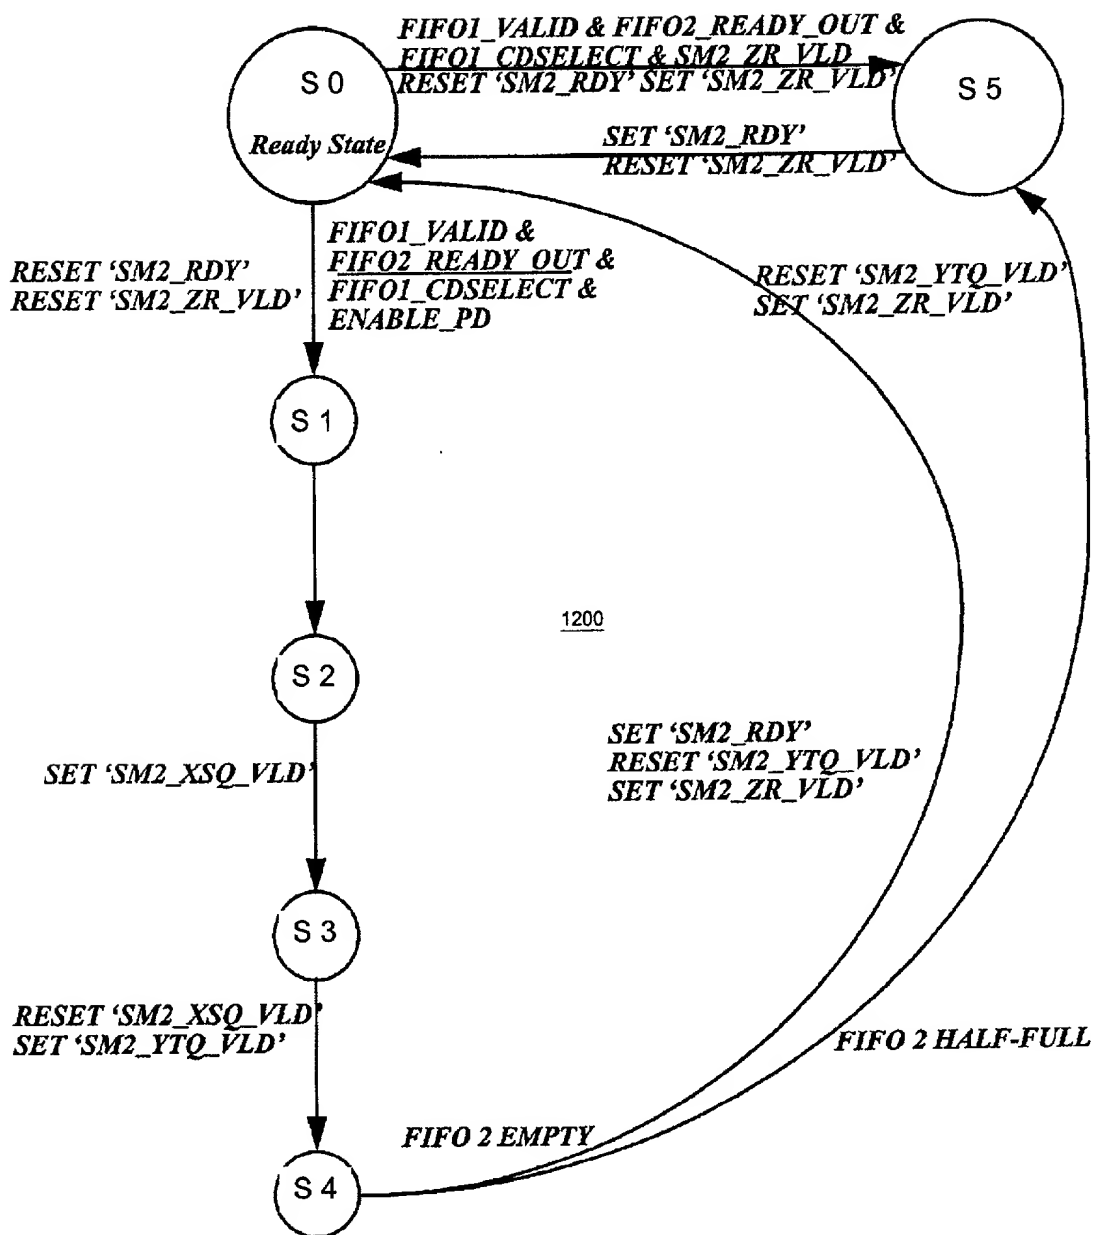 FIFO1_VALID & FIFO2_READY_OUT &
FIFO1_CDSELECT & SM2_ZR_VLD
RESET ‘SM2_RDY’ SET ‘SM2_ZR_VLD’
S 0
Ready State
S 5
SET ‘SM2_RDY’
RESET ‘SM2_ZR_VLD’
RESET ‘SM2_RDY’
RESET ‘SM2_ZR_VLD’
FIFO1_VALID &
FIFO2_READY_OUT &
FIFO1_CDSELECT &
ENABLE_PD
RESET ‘SM2_YTQ_VLD’
SET ‘SM2_ZR_VLD’
S 1
1200
S 2
SET ‘SM2_XSQ_VLD’
SET ‘SM2_RDY’
RESET ‘SM2_YTQ_VLD’
SET ‘SM2_ZR_VLD’
S 3
RESET ‘SM2_XSQ_VLD’
SET ‘SM2_YTQ_VLD’
FIFO 2 HALF-FULL
FIFO 2 EMPTY
S 4